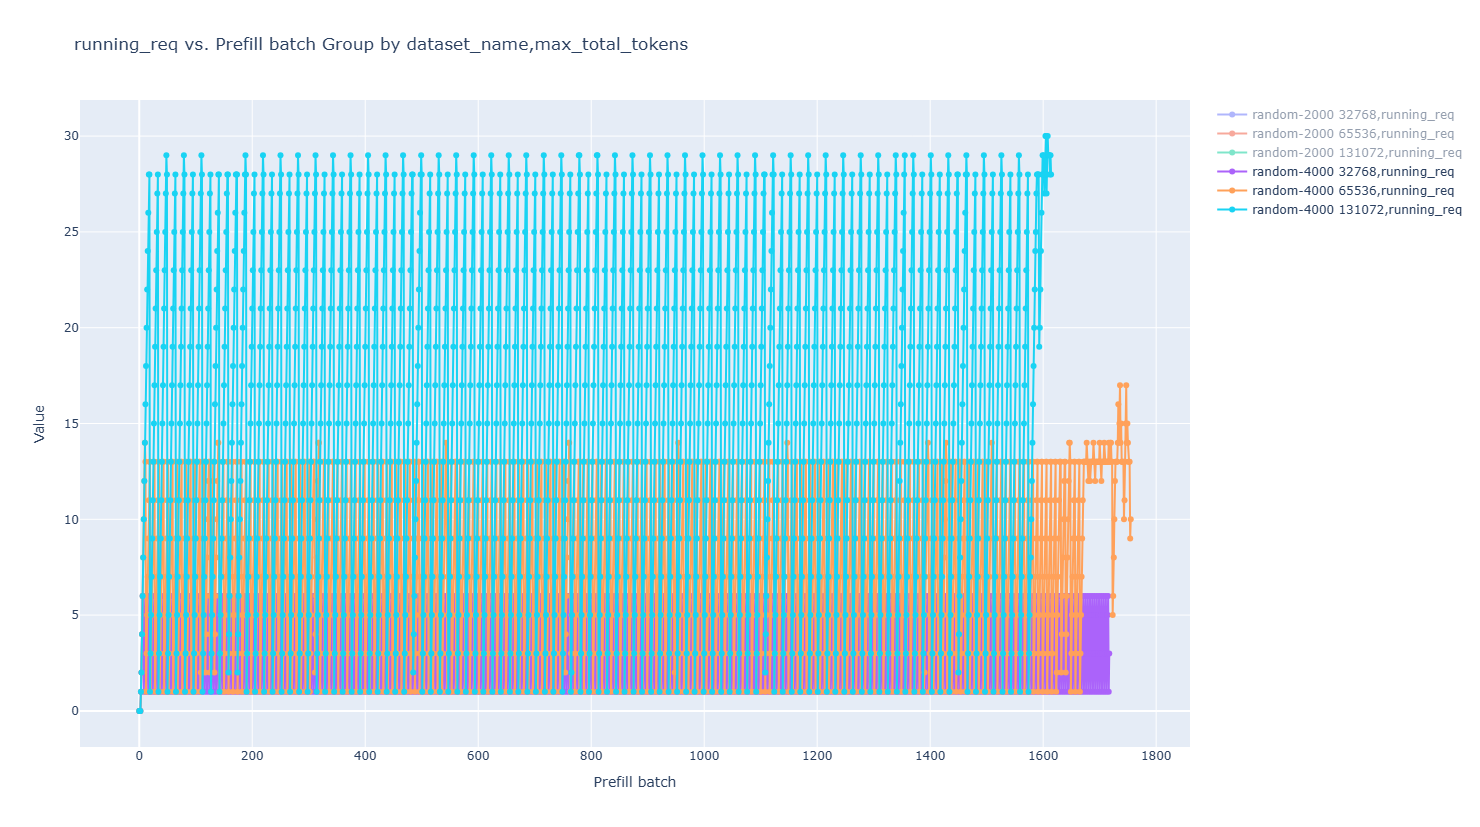 running_req vs. Prefill batch Group by dataset_name,max_total_tokens
random-2000 32768,running_req
random-2000 65536,running_req
random-2000 131072,running_req
random-4000 32768,running_req
random-4000 65536,running_req
random-4000 131072,running_req
Value
30
25
20
15
10
5
0
0 200 400 600 800 1000 1200 1400 1600 1800
Prefill batch